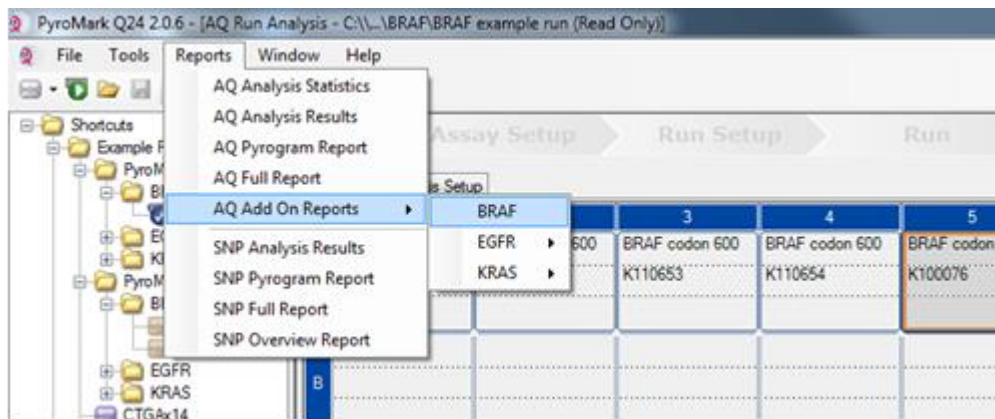 PyroMark Q24 2.0.6 - [AQ Run Analysis - C:\\...\BRAF\BRAF example run (Read Only)]
File Tools Reports Window Help
AQ Analysis Statistics
AQ Analysis Results
AQ Pyrogram Report
AQ Full Report
AQ Add On Reports
SNP Analysis Results
SNP Pyrogram Report
SNP Full Report
SNP Overview Report
BRAF
EGFR
KRAS
Shortcuts
Example
PyroM
PyroM
EGFR
KRAS
CTGAx14
Assay Setup Run Setup Run
Setup
3 4 5
600 BRAF codon 600 BRAF codon 600 BRAF codon
K110653 K110654 K100076
B